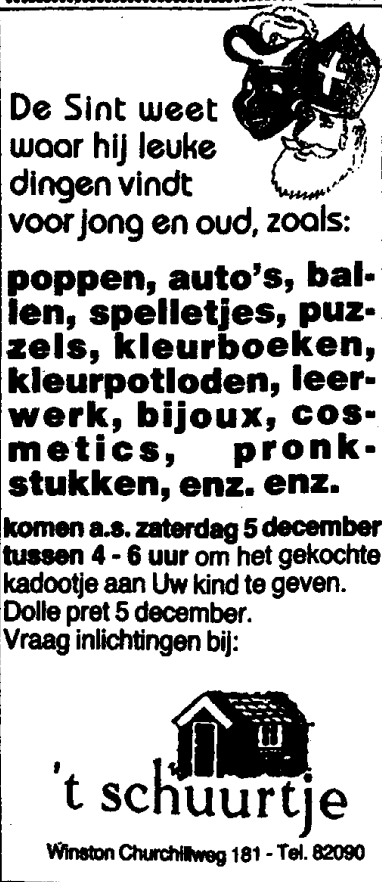 De Sint weet
waar hij leuke
dingen vindt
voor jong en oud, zoals:
poppen, auto's, bal-
len, spelletjes, puz-
zels, kleurboeken,
kleurpotloden, leer-
werk, bijoux, cos-
metics, pronk-
stukken, enz. enz.
komen a.s. zaterdag 5 december
tussen 4 - 6 uur om het gekochte
kadootje aan Uw kind te geven.
Dolle pret 5 december.
Vraag inlichtingen bij:
't schuurtje
Winston Churchillweg 181 - Tel. 82090